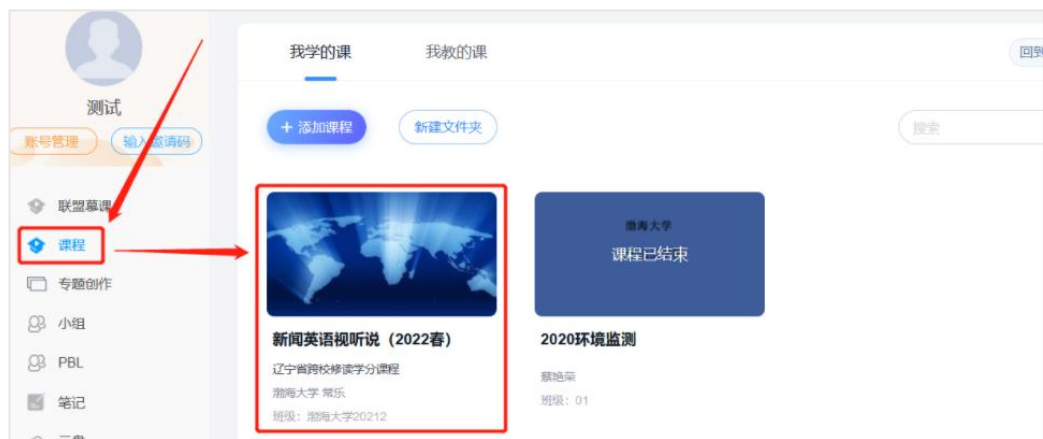 测试
账号管理
输入邀请码
联盟慕课
课程
专题创作
小组
PBL
笔记
我学的课
我教的课
回到
+ 添加课程
新建文件夹
搜索
新闻英语视听说（2022春）
辽宁省跨校修读学分课程
渤海大学 常乐
班级：渤海大学20212
渤海大学
课程已结束
2020环境监测
蔡艳荣
班级：01